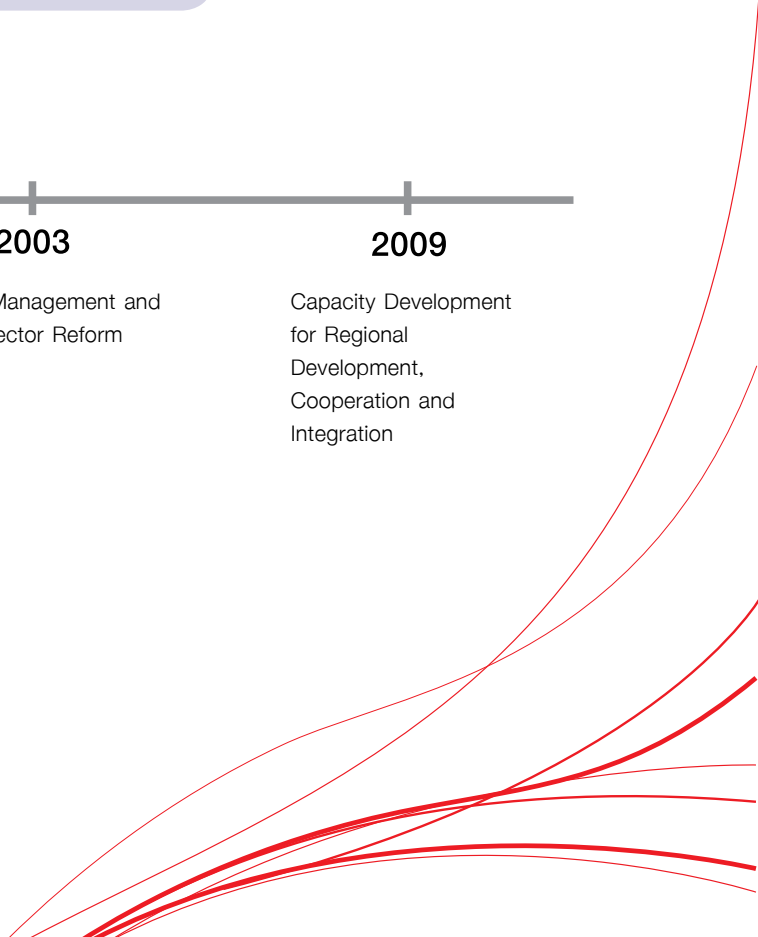 2003
Management and
ector Reform
2009
Capacity Development
for Regional
Development,
Cooperation and
Integration